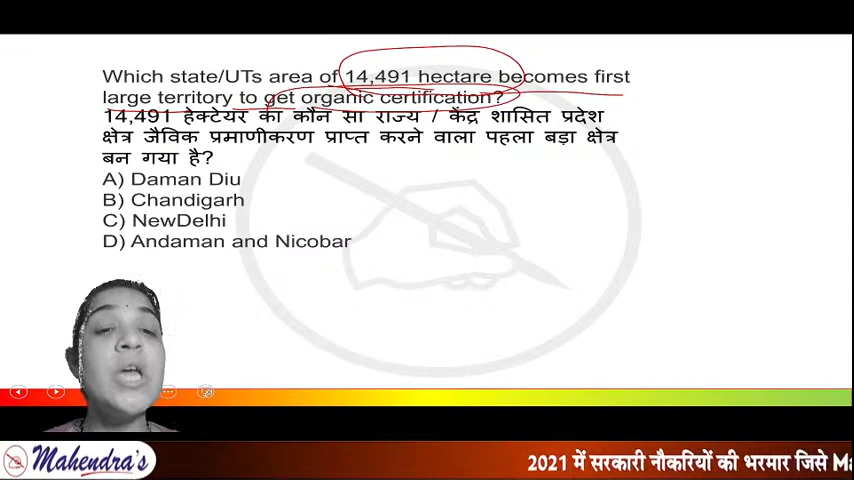 Which state/UTs area of 14,491 hectare becomes first
large territory to get organic certification?
14,491 हेक्टेयर का कौन सा राज्य / केंद्र शासित प्रदेश
क्षेत्र जैविक प्रमाणीकरण प्राप्त करने वाला पहला बड़ा क्षेत्र
बन गया है?
A) Daman Diu
B) Chandigarh
C) NewDelhi
D) Andaman and Nicobar
Mahendra's
2021 में सरकारी नौकरियों की भरमार जिसे Ma